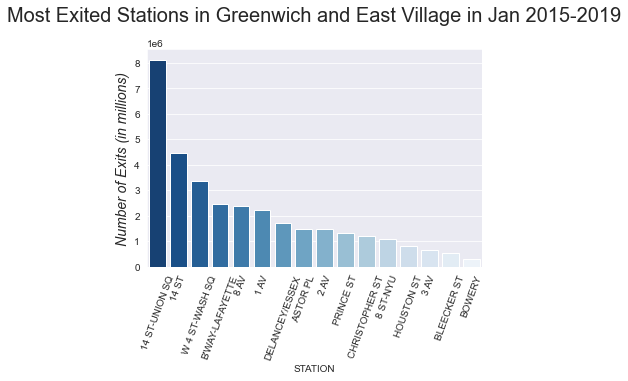 Most Exited Stations in Greenwich and East Village in Jan 2015-2019
1e6
Number of Exits (in millions)
8
7
6
5
4
3
2
1
0
14 ST-UNION SQ
14 ST
W 4 ST-WASH SQ
B'WAY-LAFAYETTE
8 AV
1 AV
DELANCEY/ESSEX
ASTOR PL
2 AV
PRINCE ST
CHRISTOPHER ST
8 ST-NYU
HOUSTON ST
3 AV
BLEECKER ST
BOWERY
STATION